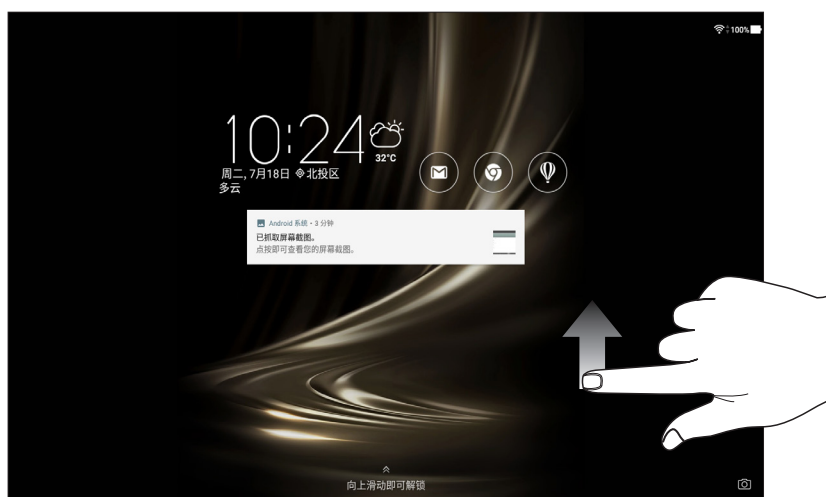 100%
10:24
32°C
周二, 7月18日 北投区
多云
Android 系统 • 3 分钟
已抓取屏幕截图。
点按即可查看您的屏幕截图。
向上滑动即可解锁